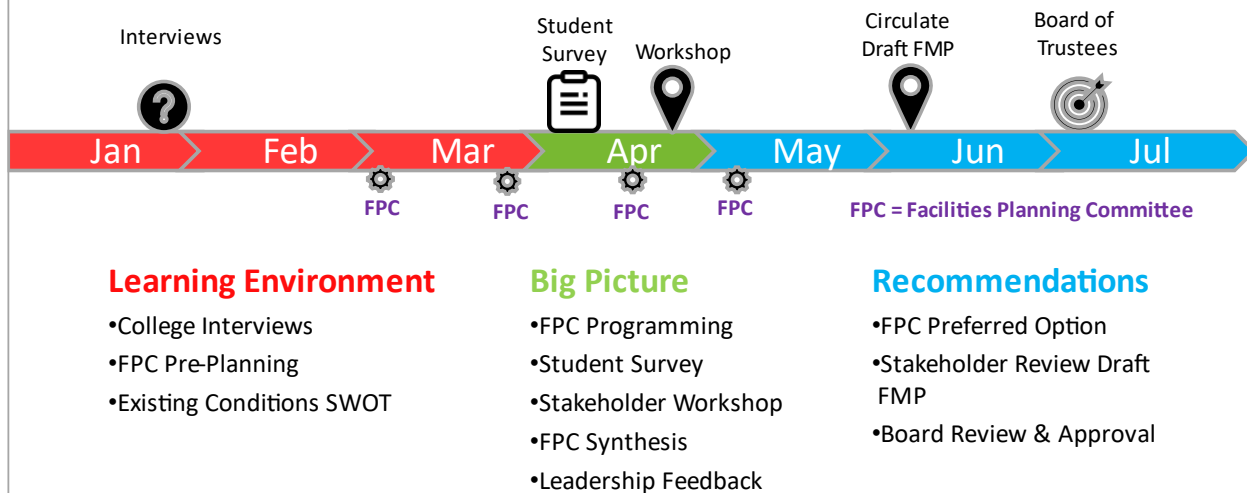 Interviews
Student
Survey
Workshop
Circulate
Draft FMP
Board of
Trustees
?
Jan
Feb
Mar
Apr
May
Jun
Jul
FPC
FPC
FPC
FPC
FPC = Facilities Planning Committee
Learning Environment
•College Interviews
•FPC Pre-Planning
•Existing Conditions SWOT
Big Picture
•FPC Programming
•Student Survey
•Stakeholder Workshop
•FPC Synthesis
•Leadership Feedback
Recommendations
•FPC Preferred Option
•Stakeholder Review Draft
FMP
•Board Review & Approval